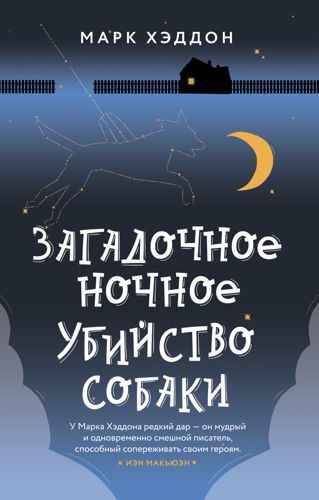 МАРК ХЭДДОН
ЗАГАДОЧНОЕ
НОЧНОЕ
УБИЙСТВО
СОБАКИ
У Марка Хэддона редкий дар — он мудрый
и одновременно смешной писатель,
способный сопереживать своим героям.
* ИЭН МАКЬЮЭН *